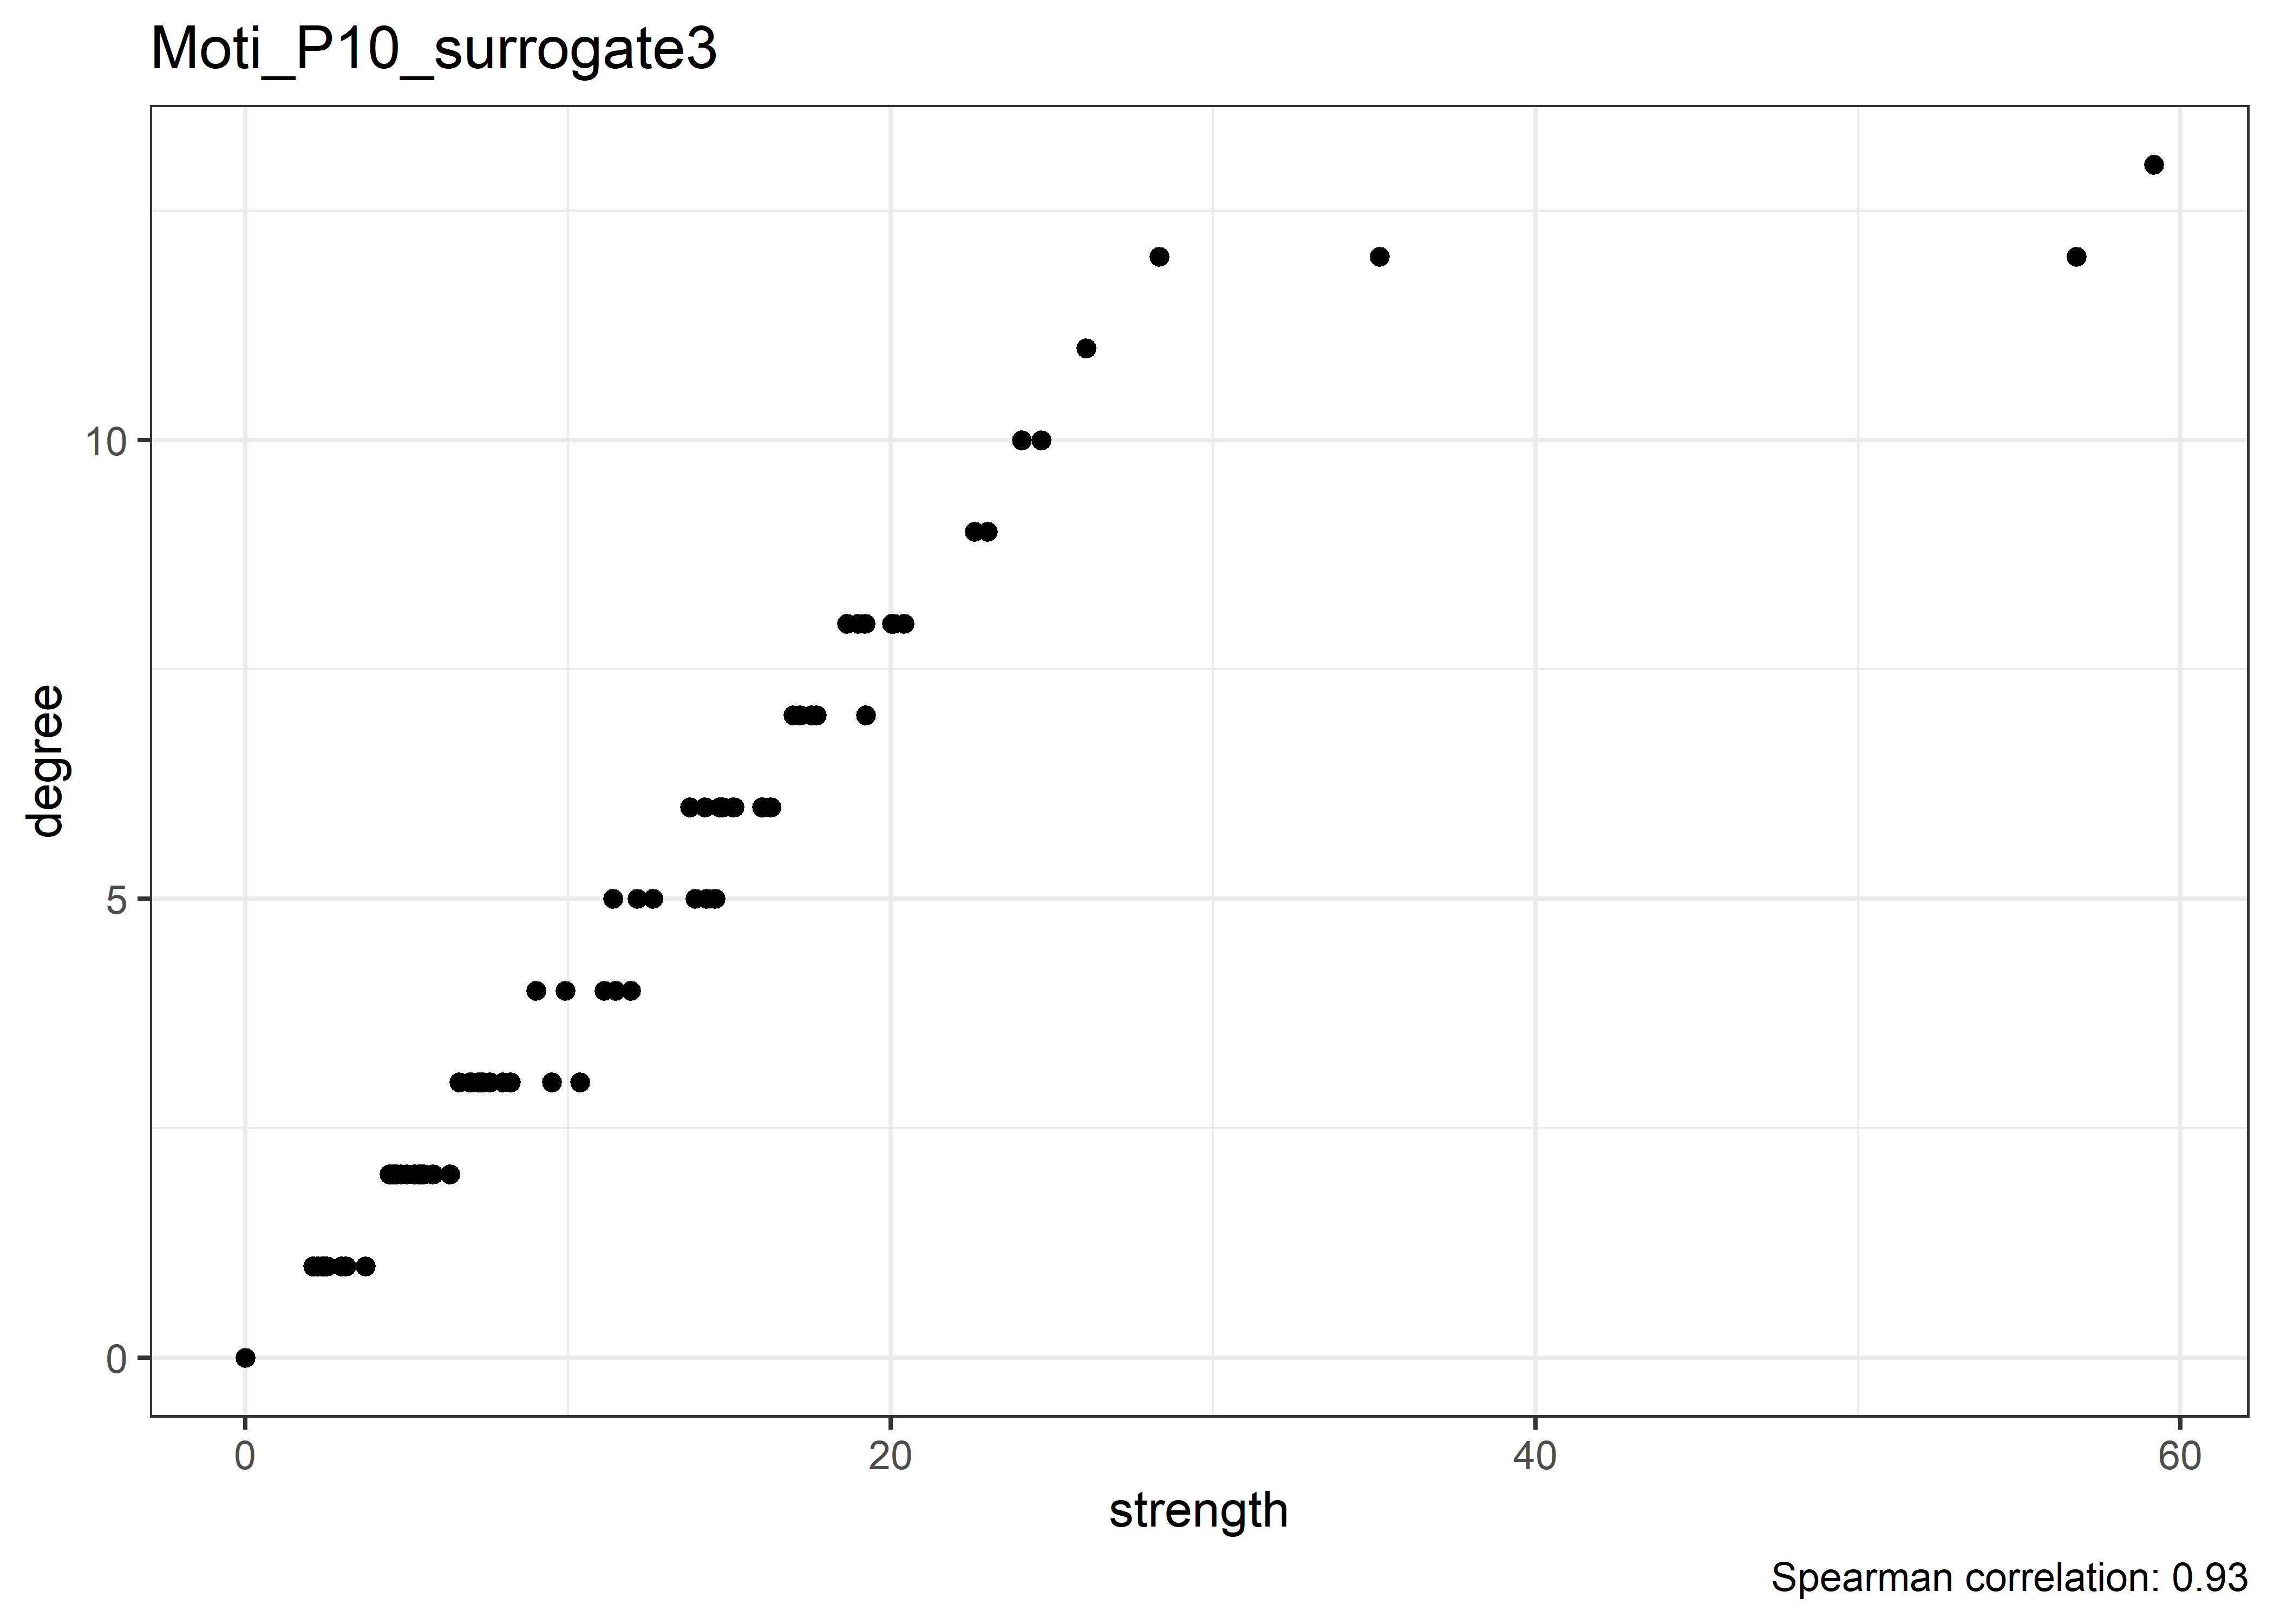 Moti_P10_surrogate3
degree
10
5
0
0 20 40 60
strength
Spearman correlation: 0.93